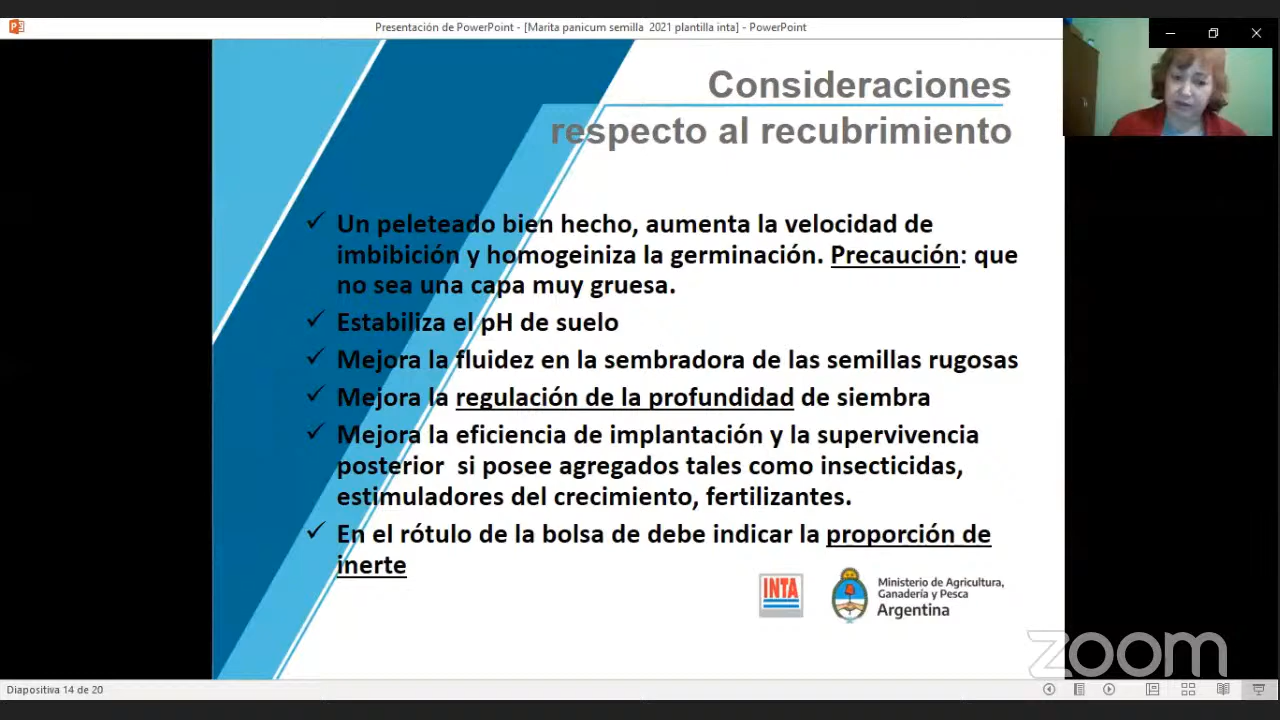 Presentación de PowerPoint - [Marita panicum semilla 2021 plantilla inta] - PowerPoint
Consideraciones
respecto al recubrimiento
✓ Un peleteado bien hecho, aumenta la velocidad de
imbibición y homogeiniza la germinación. Precaución: que
no sea una capa muy gruesa.
✓ Estabiliza el pH de suelo
✓ Mejora la fluidez en la sembradora de las semillas rugosas
✓ Mejora la regulación de la profundidad de siembra
✓ Mejora la eficiencia de implantación y la supervivencia
posterior si posee agregados tales como insecticidas,
estimuladores del crecimiento, fertilizantes.
✓ En el rótulo de la bolsa de debe indicar la proporción de
inerte
INTA
Ministerio de Agricultura,
Ganadería y Pesca
Argentina
zoom
Diapositiva 14 de 20